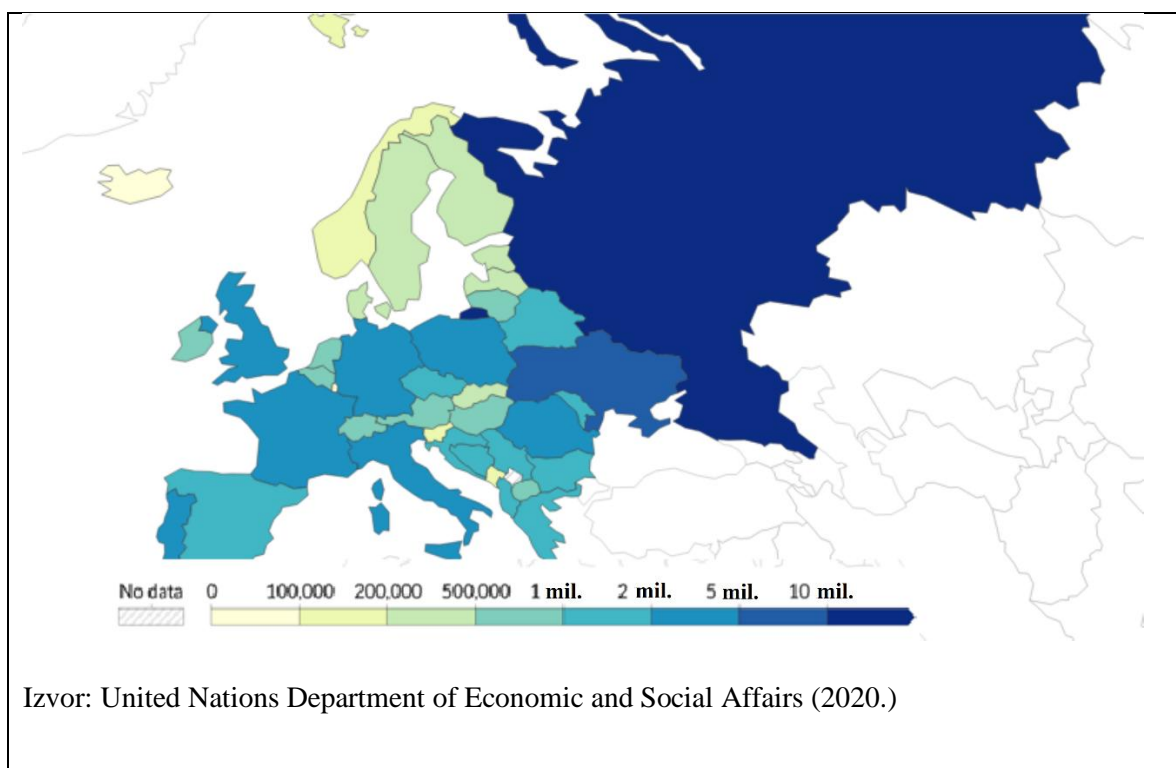 No data 0 100,000 200,000 500,000 1 mil. 2 mil. 5 mil. 10 mil.
Izvor: United Nations Department of Economic and Social Affairs (2020.)